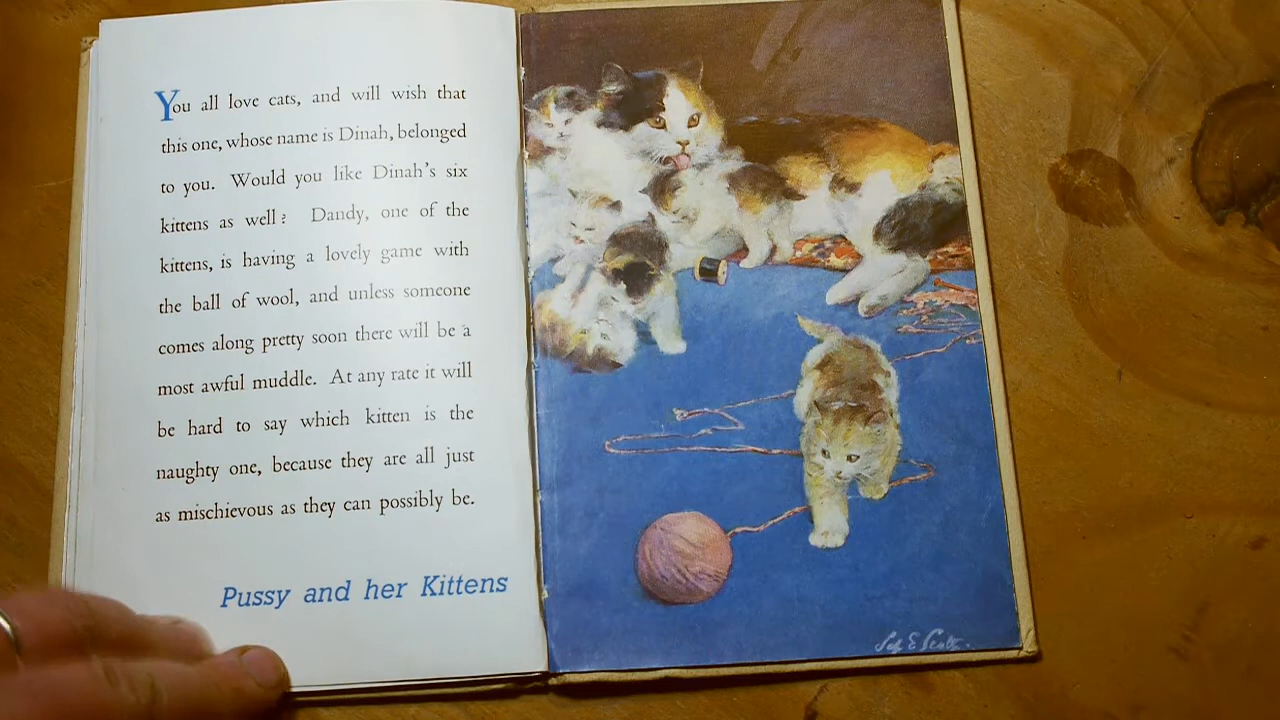 You all love cats, and will wish that
this one, whose name is Dinah, belonged
to you. Would you like Dinah's six
kittens as well? Dandy, one of the
kittens, is having a lovely game with
the ball of wool, and unless someone
comes along pretty soon there will be a
most awful muddle. At any rate it will
be hard to say which kitten is the
naughty one, because they are all just
as mischievous as they can possibly be.
Pussy and her Kittens